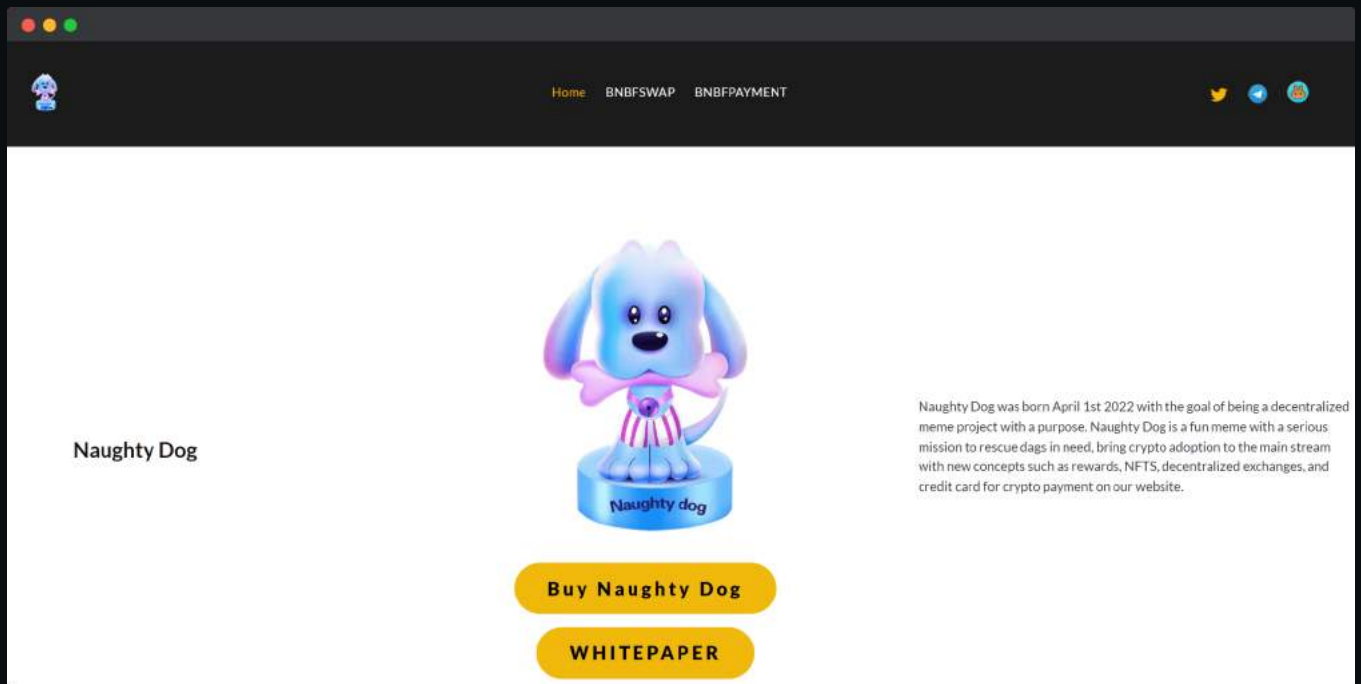 Home BNBFSWAP BNBFPAYMENT
Naughty Dog
Naughty dog
Buy Naughty Dog
WHITEPAPER
Naughty Dog was born April 1st 2022 with the goal of being a decentralized
meme project with a purpose. Naughty Dog is a fun meme with a serious
mission to rescue dags in need, bring crypto adoption to the main stream
with new concepts such as rewards, NFTS, decentralized exchanges, and
credit card for crypto payment on our website.